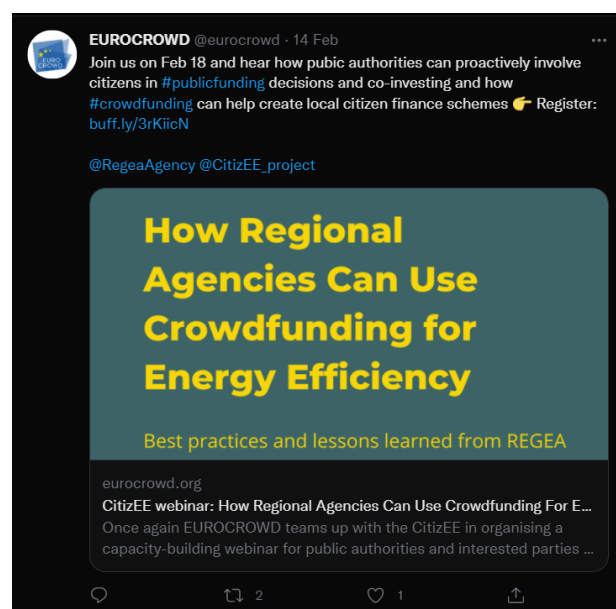 EURO
CROWD
EUROCROWD @eurocrowd · 14 Feb
Join us on Feb 18 and hear how pubic authorities can proactively involve
citizens in #publicfunding decisions and co-investing and how
#crowdfunding can help create local citizen finance schemes 👉 Register:
buff.ly/3rKiicN
@RegeaAgency @CitizEE_project
How Regional
Agencies Can Use
Crowdfunding for
Energy Efficiency
Best practices and lessons learned from REGEA
eurocrowd.org
CitizEE webinar: How Regional Agencies Can Use Crowdfunding For E...
Once again EUROCROWD teams up with the CitizEE in organising a
capacity-building webinar for public authorities and interested parties ...
2
1